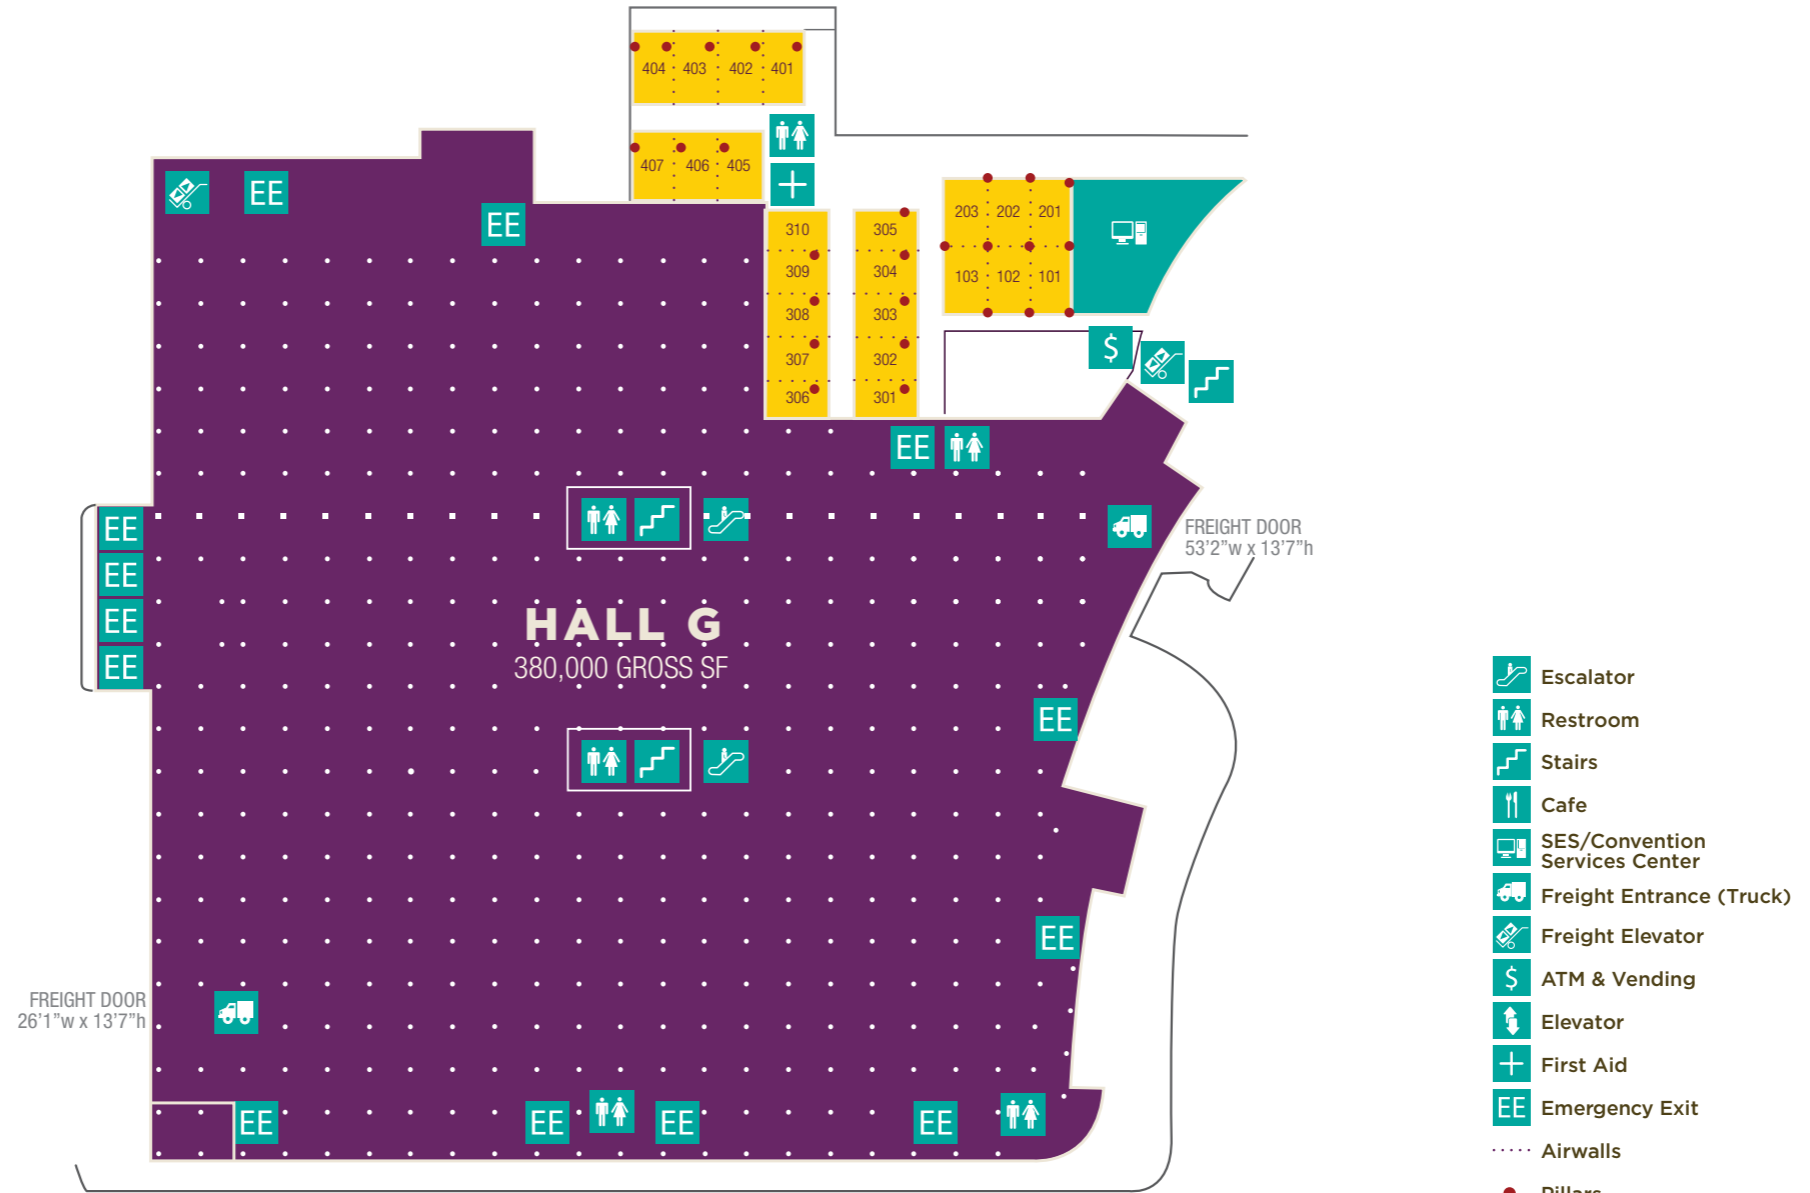 404 403 402 401
407 406 405
EE
EE
310 305
309 304
308 303
307 302
306 301
203 202 201
103 102 101
$
EE
EE
EE
EE
EE
FREIGHT DOOR
53'2"w x 13'7"h
HALL G
380,000 GROSS SF
EE
EE
FREIGHT DOOR
26'1"w x 13'7"h
EE
EE
EE
EE
Escalator
Restroom
Stairs
Cafe
SES/Convention
Services Center
Freight Entrance (Truck)
Freight Elevator
$ ATM & Vending
Elevator
First Aid
EE Emergency Exit
Airwalls
Pillars